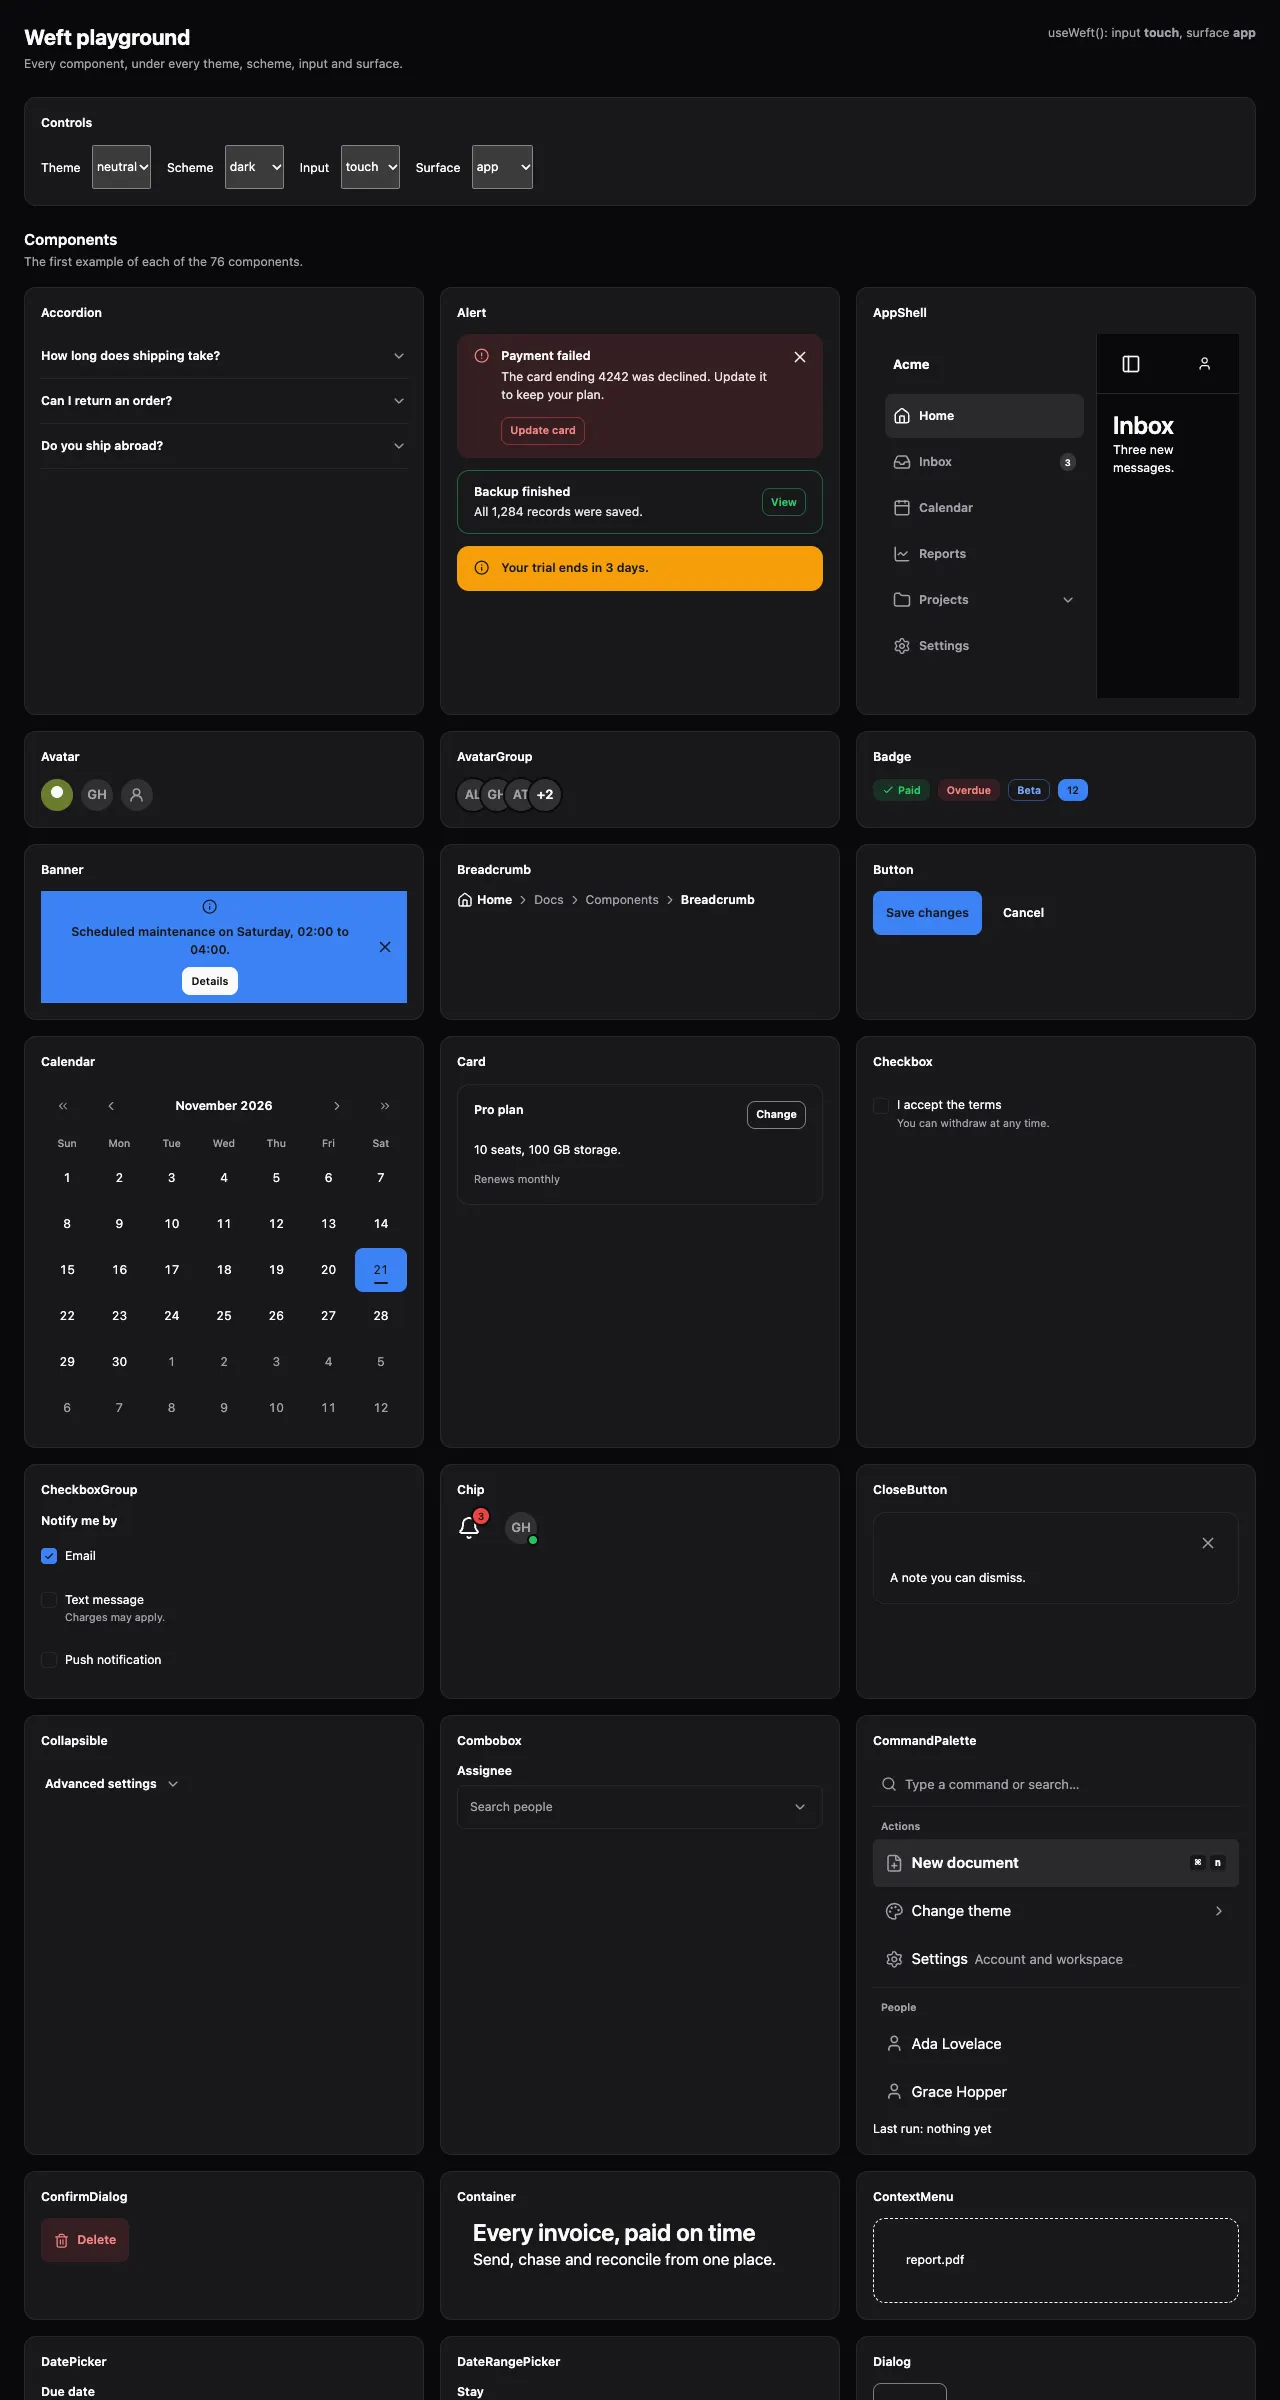 Weft playground
useWeft(): input touch, surface app
Every component, under every theme, scheme, input and surface.
Controls
Theme neutral Scheme dark Input touch Surface app
Components
The first example of each of the 76 components.
Accordion
How long does shipping take?
Can I return an order?
Do you ship abroad?
Alert
Payment failed
The card ending 4242 was declined. Update it
to keep your plan.
Update card
Backup finished
All 1,284 records were saved.
View
Your trial ends in 3 days.
AppShell
Acme
Home
Inbox 3
Calendar
Reports
Projects
Settings
Inbox
Three new
messages.
Avatar
GH
AvatarGroup
AL GH AT +2
Badge
Paid Overdue Beta 12
Banner
Scheduled maintenance on Saturday, 02:00 to
04:00.
Details
Breadcrumb
Home Docs Components Breadcrumb
Button
Save changes Cancel
Calendar
November 2026
Sun Mon Tue Wed Thu Fri Sat
1 2 3 4 5 6 7
8 9 10 11 12 13 14
15 16 17 18 19 20 21
22 23 24 25 26 27 28
29 30 1 2 3 4 5
6 7 8 9 10 11 12
Card
Pro plan
Change
10 seats, 100 GB storage.
Renews monthly
Checkbox
I accept the terms
You can withdraw at any time.
CheckboxGroup
Notify me by
Email
Text message
Charges may apply.
Push notification
Chip
3
GH
CloseButton
A note you can dismiss.
Collapsible
Advanced settings
Combobox
Assignee
Search people
CommandPalette
Type a command or search...
Actions
New document ⌘ n
Change theme
Settings Account and workspace
People
Ada Lovelace
Grace Hopper
Last run: nothing yet
ConfirmDialog
Delete
Container
Every invoice, paid on time
Send, chase and reconcile from one place.
ContextMenu
report.pdf
DatePicker
Due date
DateRangePicker
Stay
Dialog